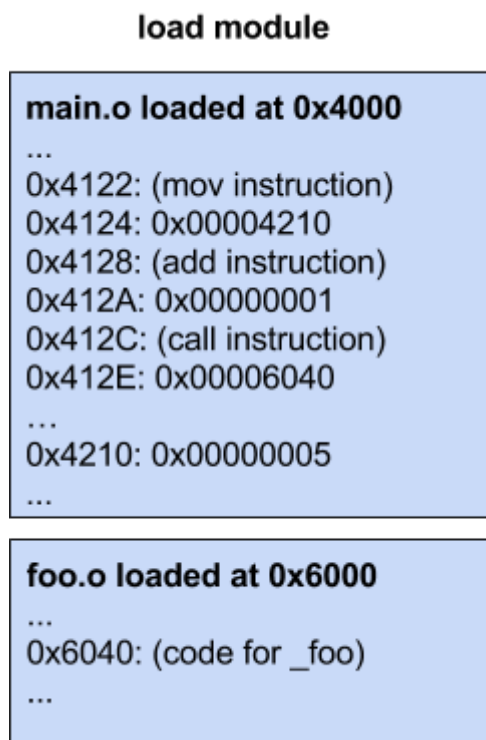 load module
main.o loaded at 0x4000
...
0x4122: (mov instruction)
0x4124: 0x00004210
0x4128: (add instruction)
0x412A: 0x00000001
0x412C: (call instruction)
0x412E: 0x00006040
…
0x4210: 0x00000005
...
foo.o loaded at 0x6000
...
0x6040: (code for _foo)
...